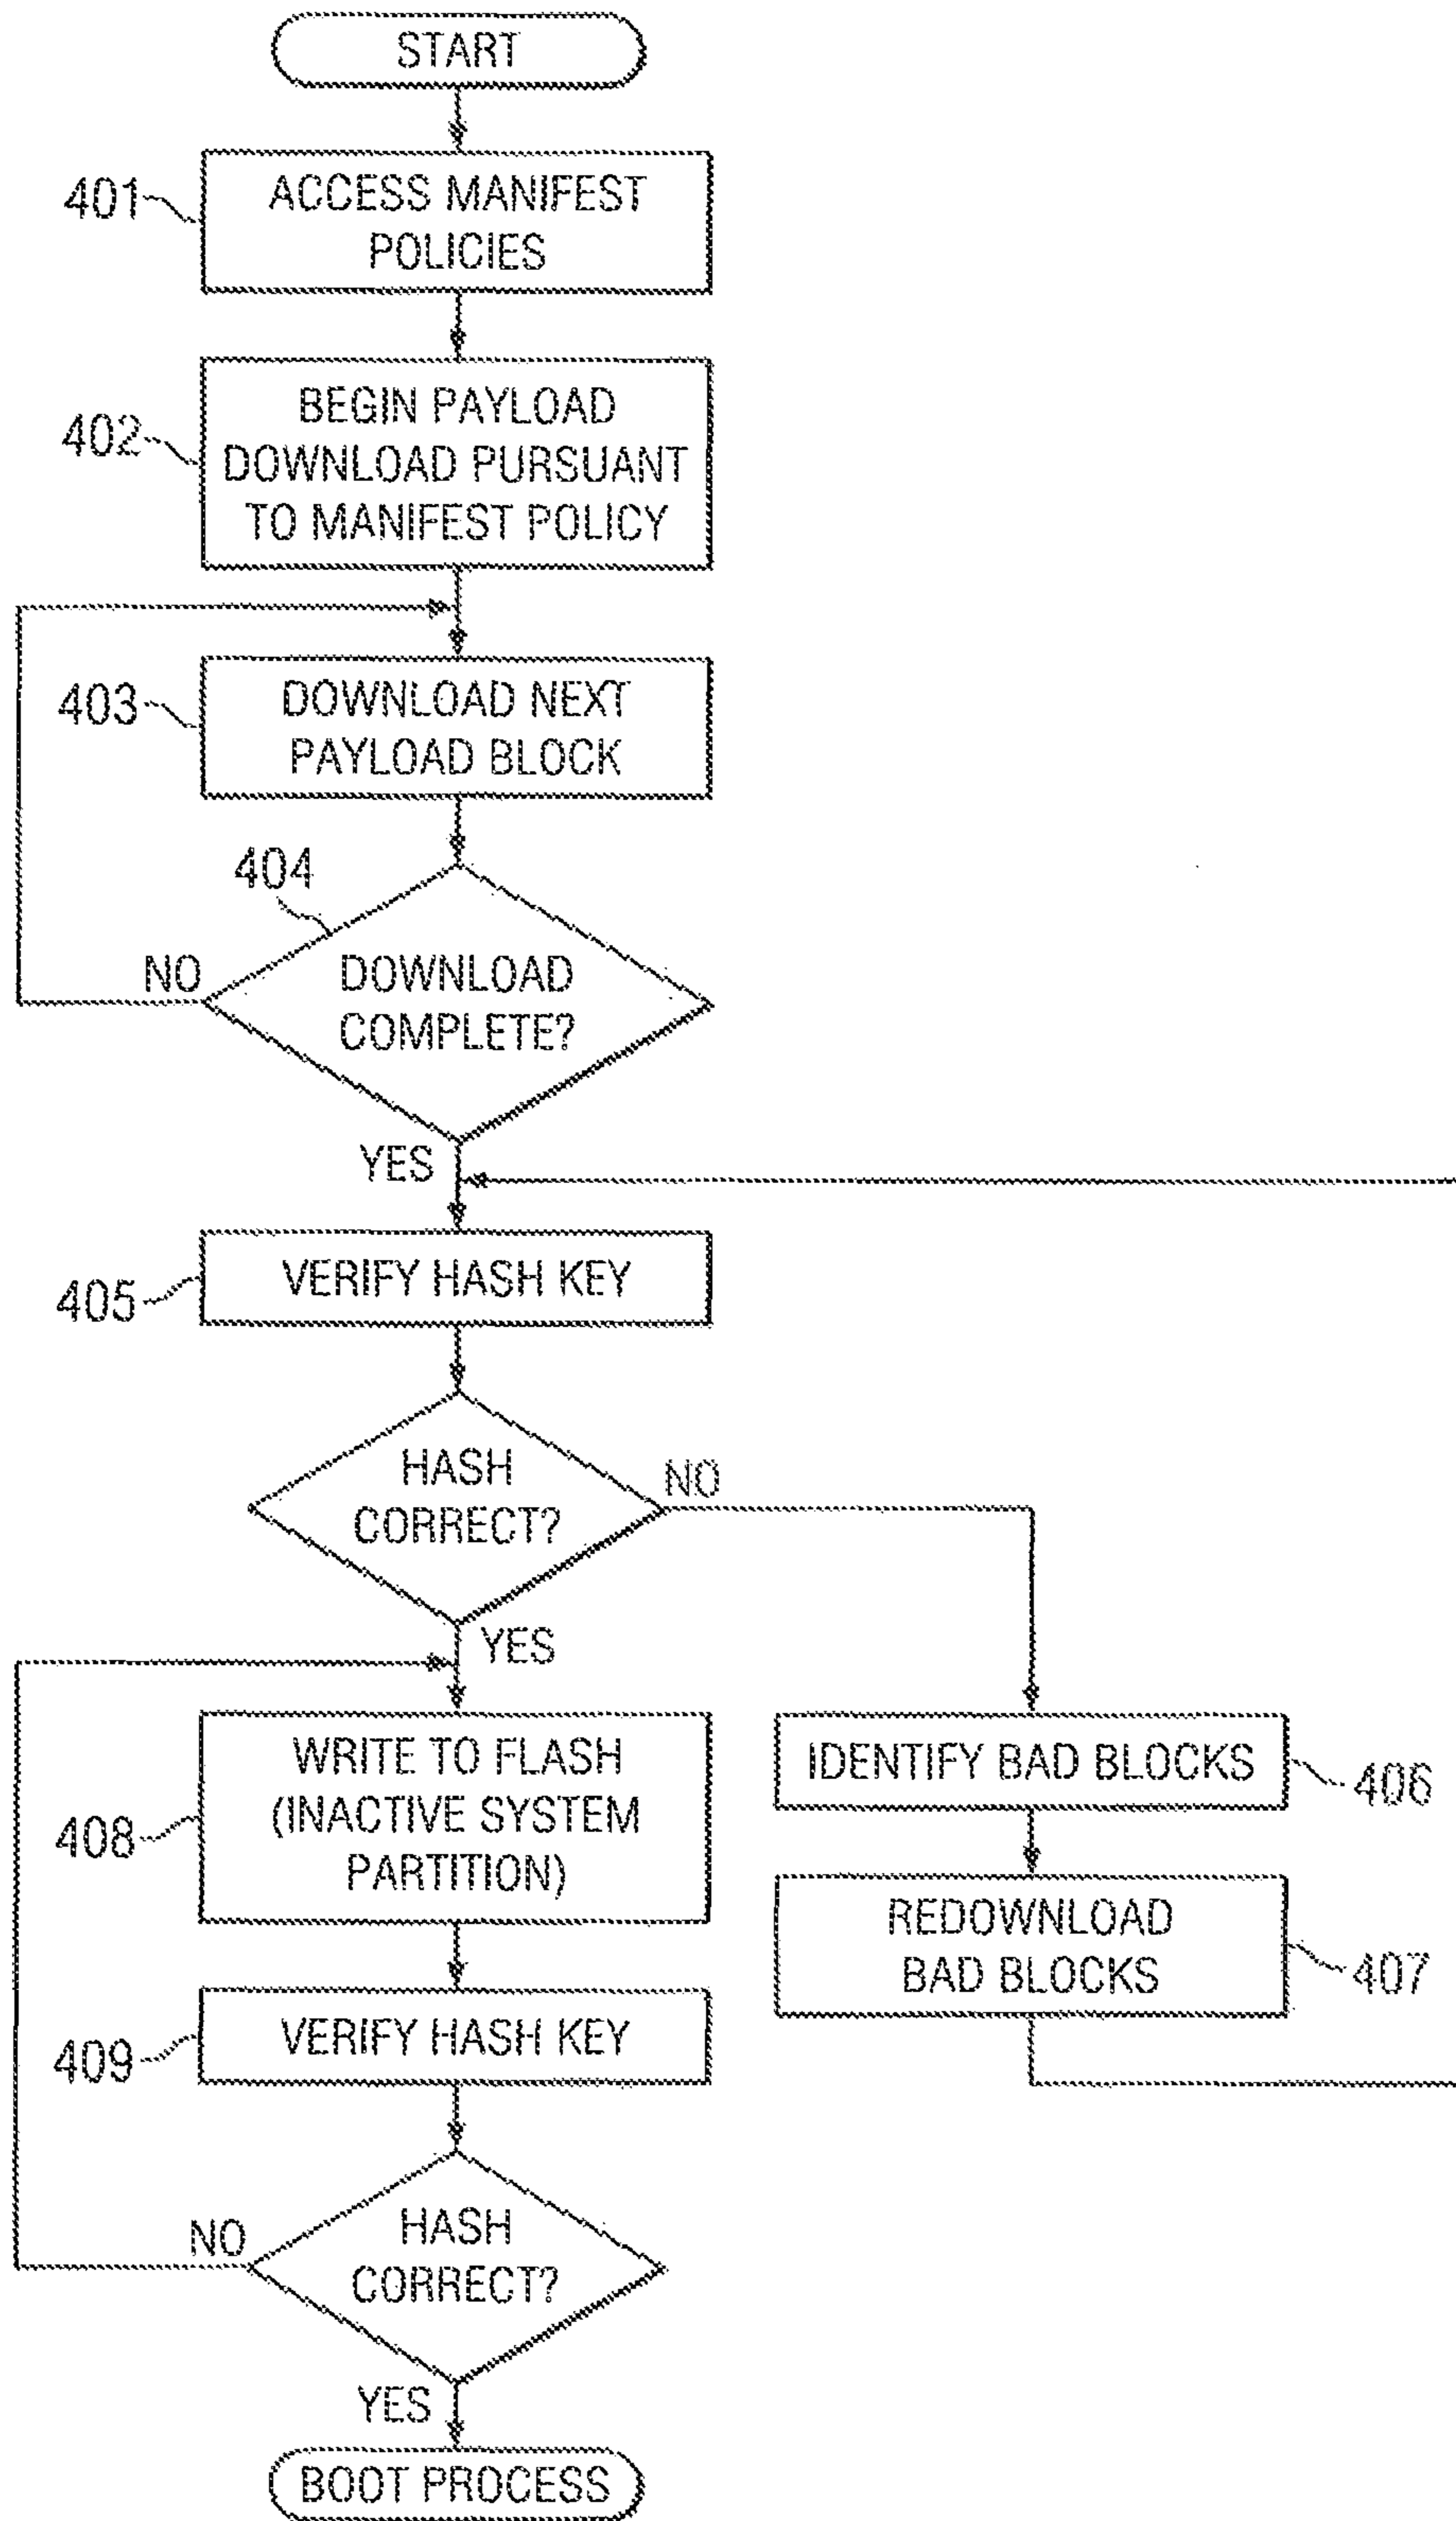 START
401
ACCESS MANIFEST
POLICIES
402
BEGIN PAYLOAD
DOWNLOAD PURSUANT
TO MANIFEST POLICY
403
DOWNLOAD NEXT
PAYLOAD BLOCK
404
NO
DOWNLOAD
COMPLETE?
YES
405
VERIFY HASH KEY
HASH
CORRECT?
NO
YES
408
WRITE TO FLASH
(INACTIVE SYSTEM
PARTITION)
IDENTIFY BAD BLOCKS
406
REDOWNLOAD
BAD BLOCKS
407
409
VERIFY HASH KEY
NO
HASH
CORRECT?
YES
BOOT PROCESS